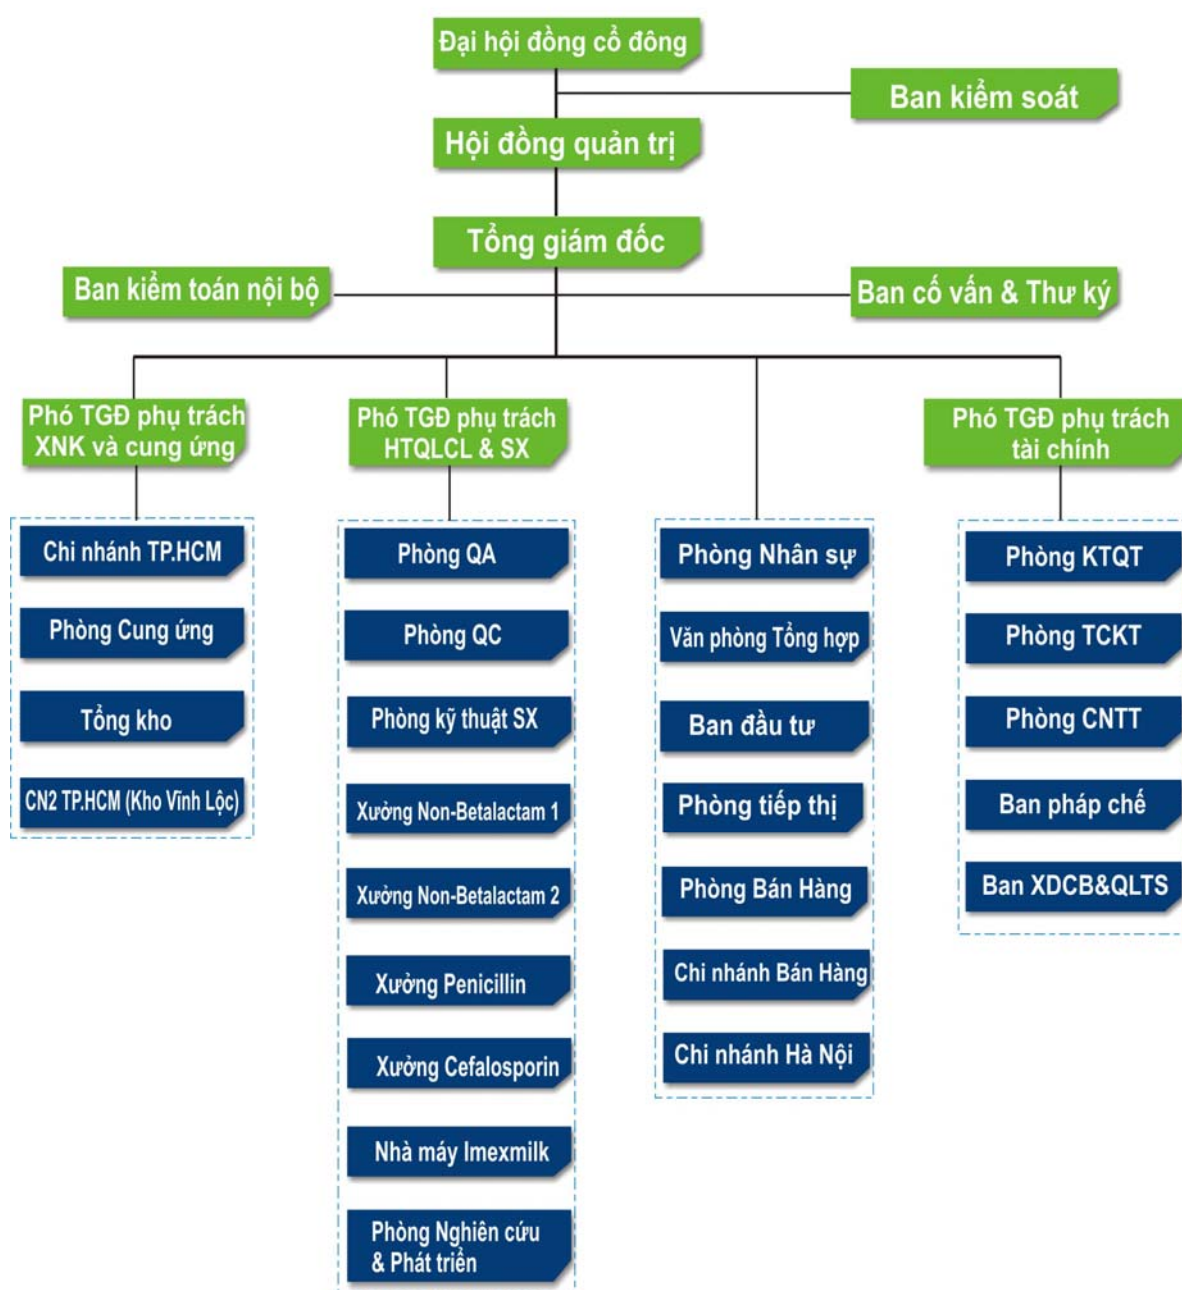 Đại hội đồng cổ đông
Ban kiểm soát
Hội đồng quản trị
Tổng giám đốc
Ban kiểm toán nội bộ
Ban cố vấn & Thư ký
Phó TGĐ phụ trách
XNK và cung ứng
Phó TGĐ phụ trách
HTQLCL & SX
Phó TGĐ phụ trách
tài chính
Chi nhánh TP.HCM
Phòng Cung ứng
Tổng kho
CN2 TP.HCM (Kho Vĩnh Lộc)
Phòng QA
Phòng QC
Phòng kỹ thuật SX
Xưởng Non-Betalactam 1
Xưởng Non-Betalactam 2
Xưởng Penicillin
Xưởng Cefalosporin
Nhà máy Imexmilk
Phòng Nghiên cứu
& Phát triển
Phòng Nhân sự
Văn phòng Tổng hợp
Ban đầu tư
Phòng tiếp thị
Phòng Bán Hàng
Chi nhánh Bán Hàng
Chi nhánh Hà Nội
Phòng KTQT
Phòng TCKT
Phòng CNTT
Ban pháp chế
Ban XDCB&QLTS